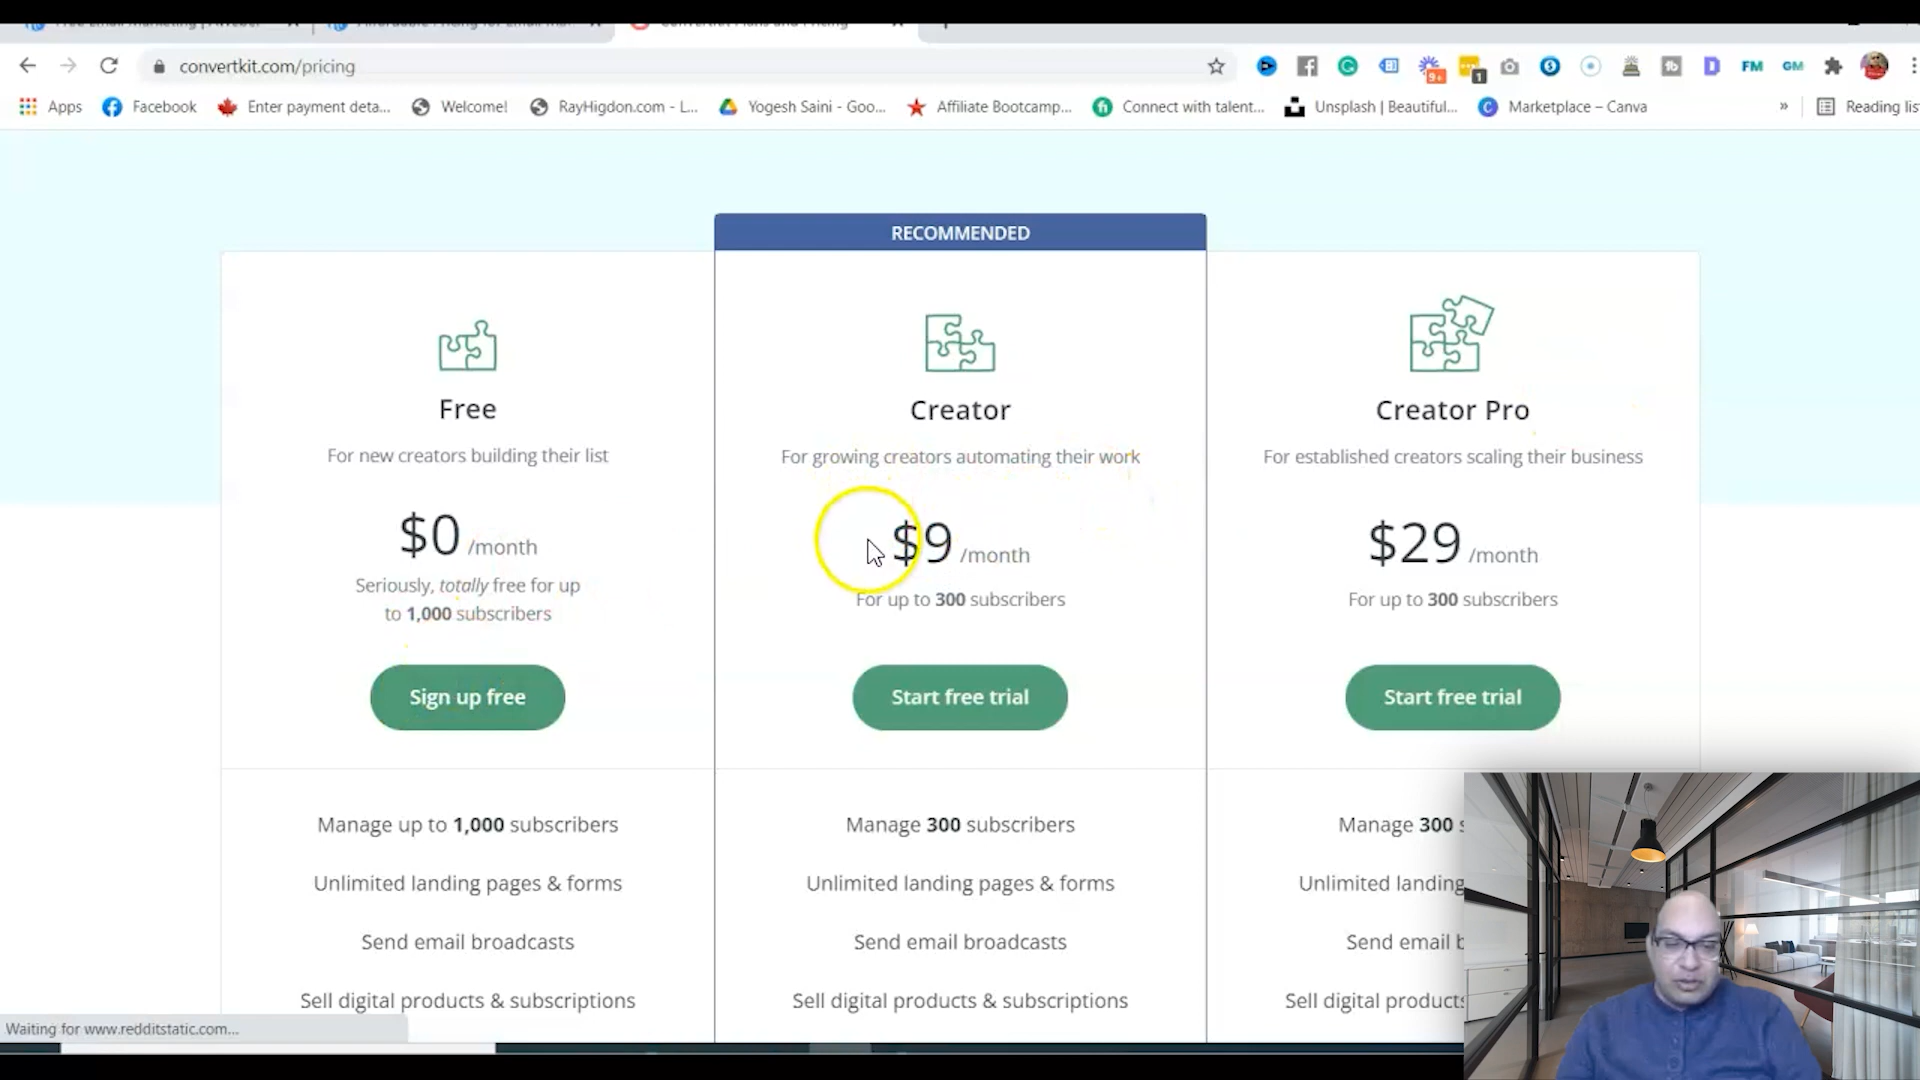 convertkit.com/pricing
9+
1
FM
GM
Apps
Facebook
Enter payment deta...
Welcome!
RayHigdon.com - L...
Yogesh Saini - Goo...
Affiliate Bootcamp...
Connect with talent...
Unsplash | Beautiful...
Marketplace – Canva
»
Reading lis
RECOMMENDED
Free
For new creators building their list
$0 /month
Seriously, totally free for up
to 1,000 subscribers
Sign up free
Manage up to 1,000 subscribers
Unlimited landing pages & forms
Send email broadcasts
Sell digital products & subscriptions
Creator
For growing creators automating their work
$9 /month
For up to 300 subscribers
Start free trial
Manage 300 subscribers
Unlimited landing pages & forms
Send email broadcasts
Sell digital products & subscriptions
Creator Pro
For established creators scaling their business
$29 /month
For up to 300 subscribers
Start free trial
Manage 300 s
Unlimited landing
Send email b
Sell digital products
Waiting for www.redditstatic.com...